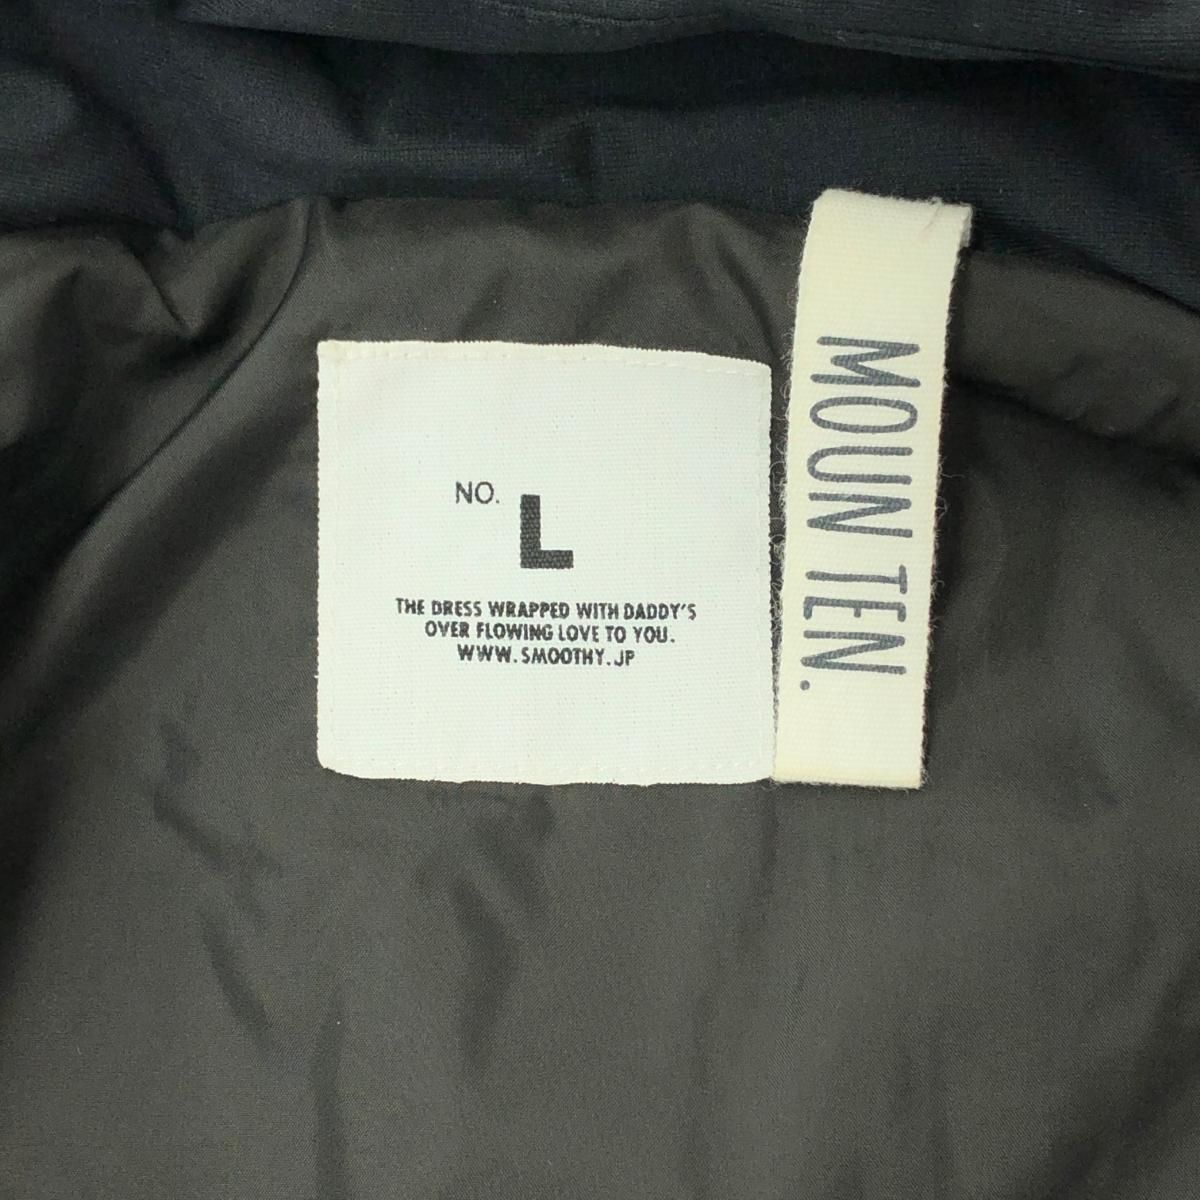 NO. L
THE DRESS WRAPPED WITH DADDY'S
OVER FLOWING LOVE TO YOU.
WWW.SMOOTHY.JP
MOUN TEN.